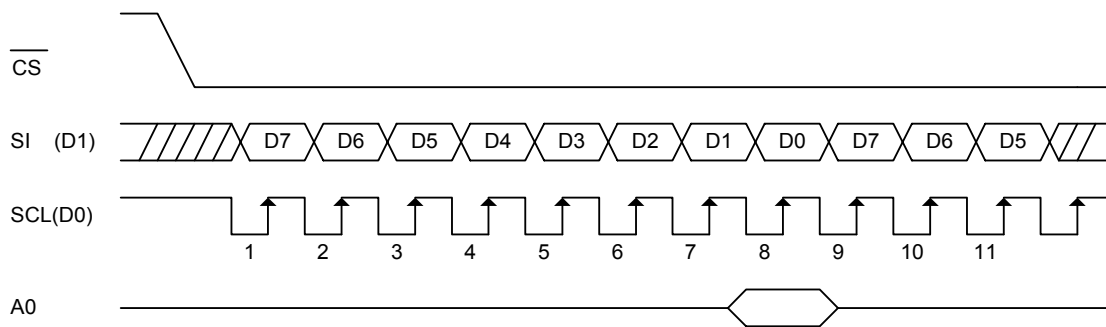 CS
SI (D1) D7 D6 D5 D4 D3 D2 D1 D0 D7 D6 D5
SCL(D0)
1 2 3 4 5 6 7 8 9 10 11
A0